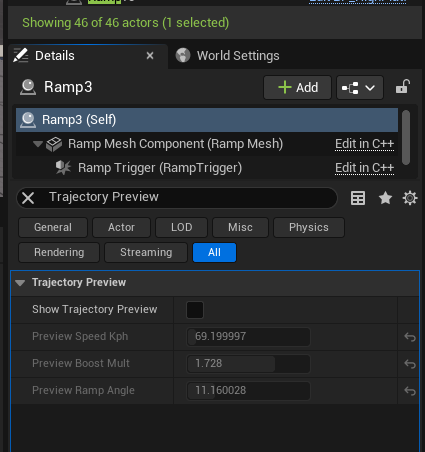 Showing 46 of 46 actors (1 selected)
Details
World Settings
Ramp3
Add
Ramp3 (Self)
Ramp Mesh Component (Ramp Mesh) Edit in C++
Ramp Trigger (RampTrigger) Edit in C++
Trajectory Preview
General Actor LOD Misc Physics
Rendering Streaming All
Trajectory Preview
Show Trajectory Preview
Preview Speed Kph 69.199997
Preview Boost Mult 1.728
Preview Ramp Angle 11.160028